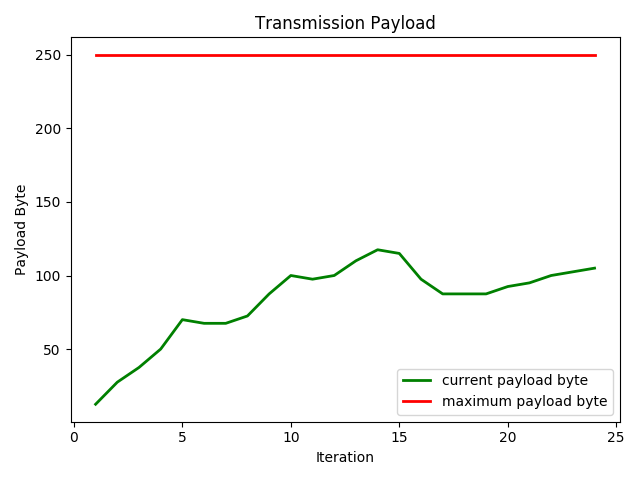 Transmission Payload
250
200
150
100
50
Payload Byte
current payload byte
maximum payload byte
0 5 10 15 20 25
Iteration